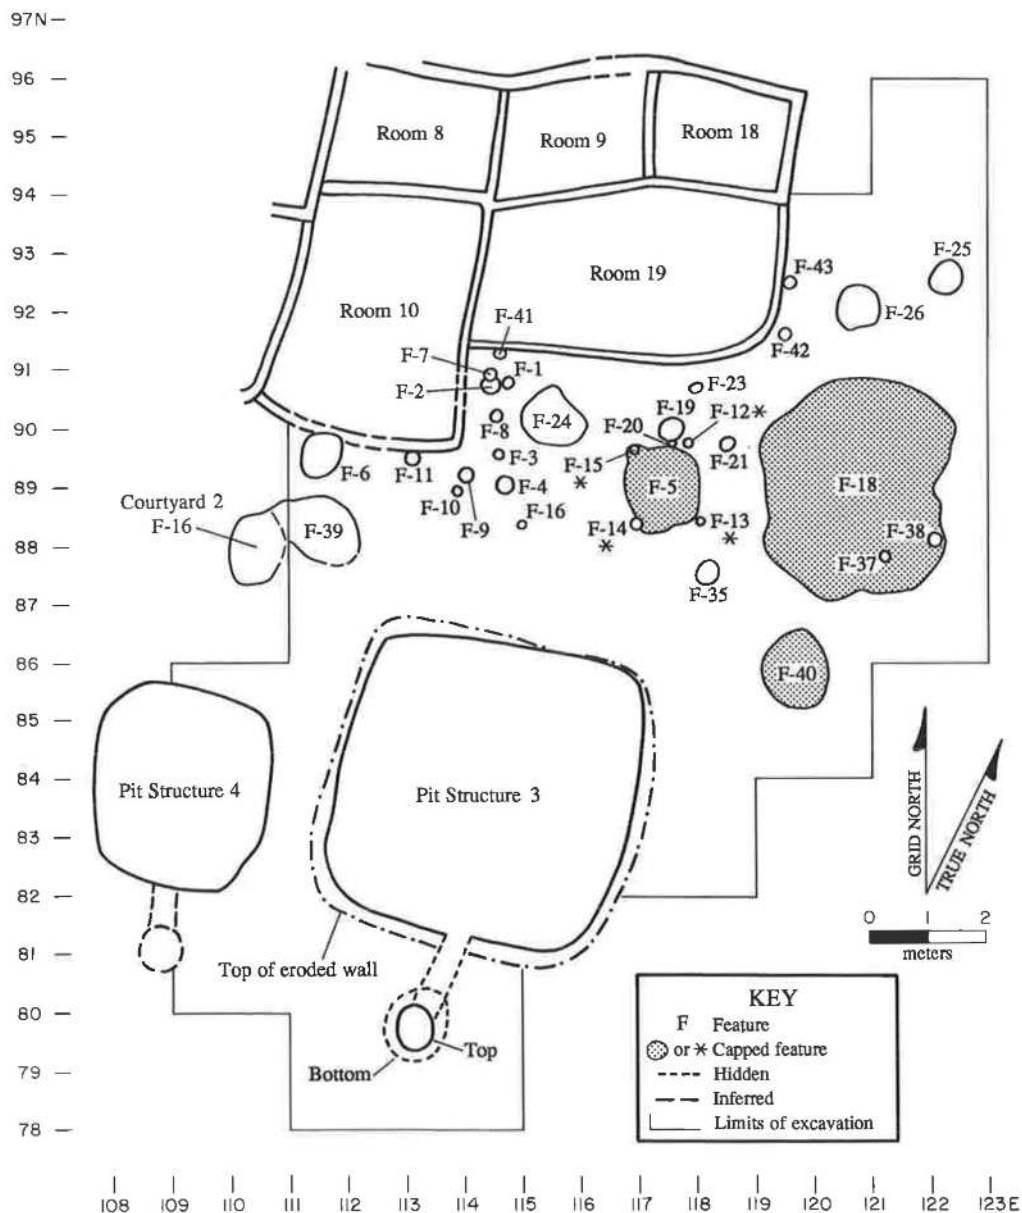 97N
96
Room 8
Room 9
Room 18
95
94
93
F-25
F-43
Room 19
92
Room 10
F-26
F-41
F-42
F-7
F-1
91
F-2
F-23
F-19
F-12*
90
F-24
F-20
F-8
F-21
F-3
F-15
*
F-6
F-11
89
F-4
F-5
F-18
Courtyard 2
F-10
F-16
F-16
F-39
F-9
F-14
F-13
F-38
*
*
88
F-37
F-35
87
86
F-40
85
84
Pit Structure 4
Pit Structure 3
GRID NORTH
TRUE NORTH
83
82
0 1 2
meters
81
Top of eroded wall
KEY
80
F Feature
or * Capped feature
Top
Bottom
Hidden
79
Inferred
Limits of excavation
78
108 109 110 111 112 113 114 115 116 117 118 119 120 121 122 123E